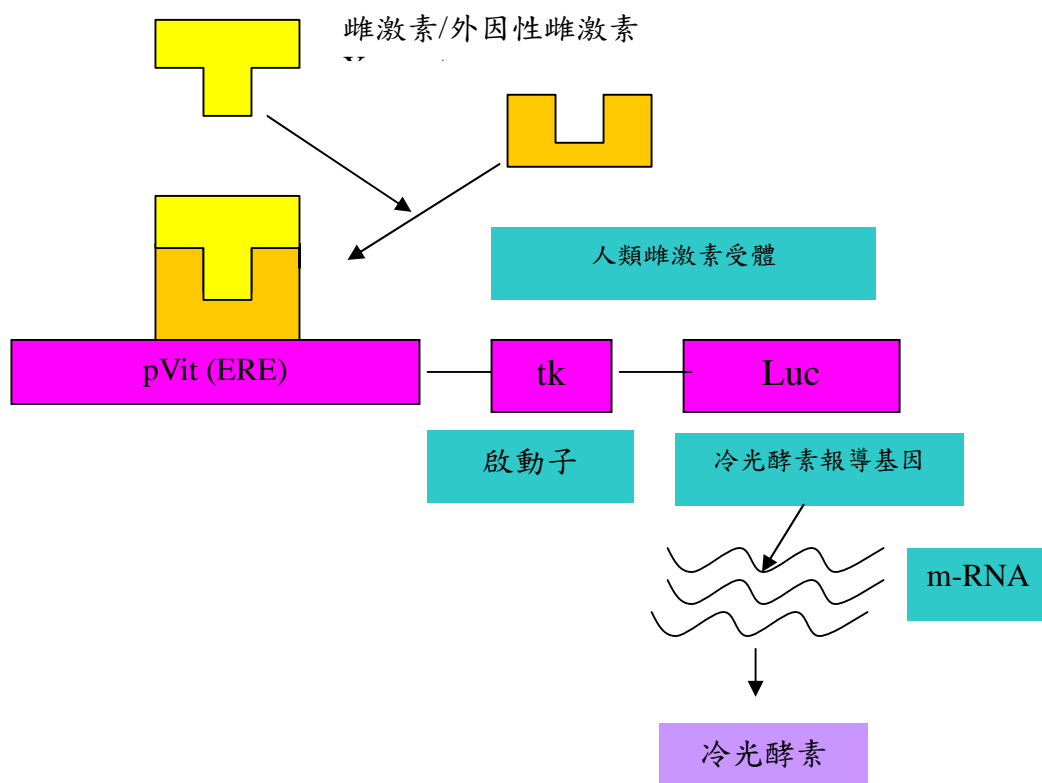 雌激素/外因性雌激素
人類雌激素受體
pVit (ERE)
tk
Luc
啟動子
冷光酵素報導基因
m-RNA
冷光酵素